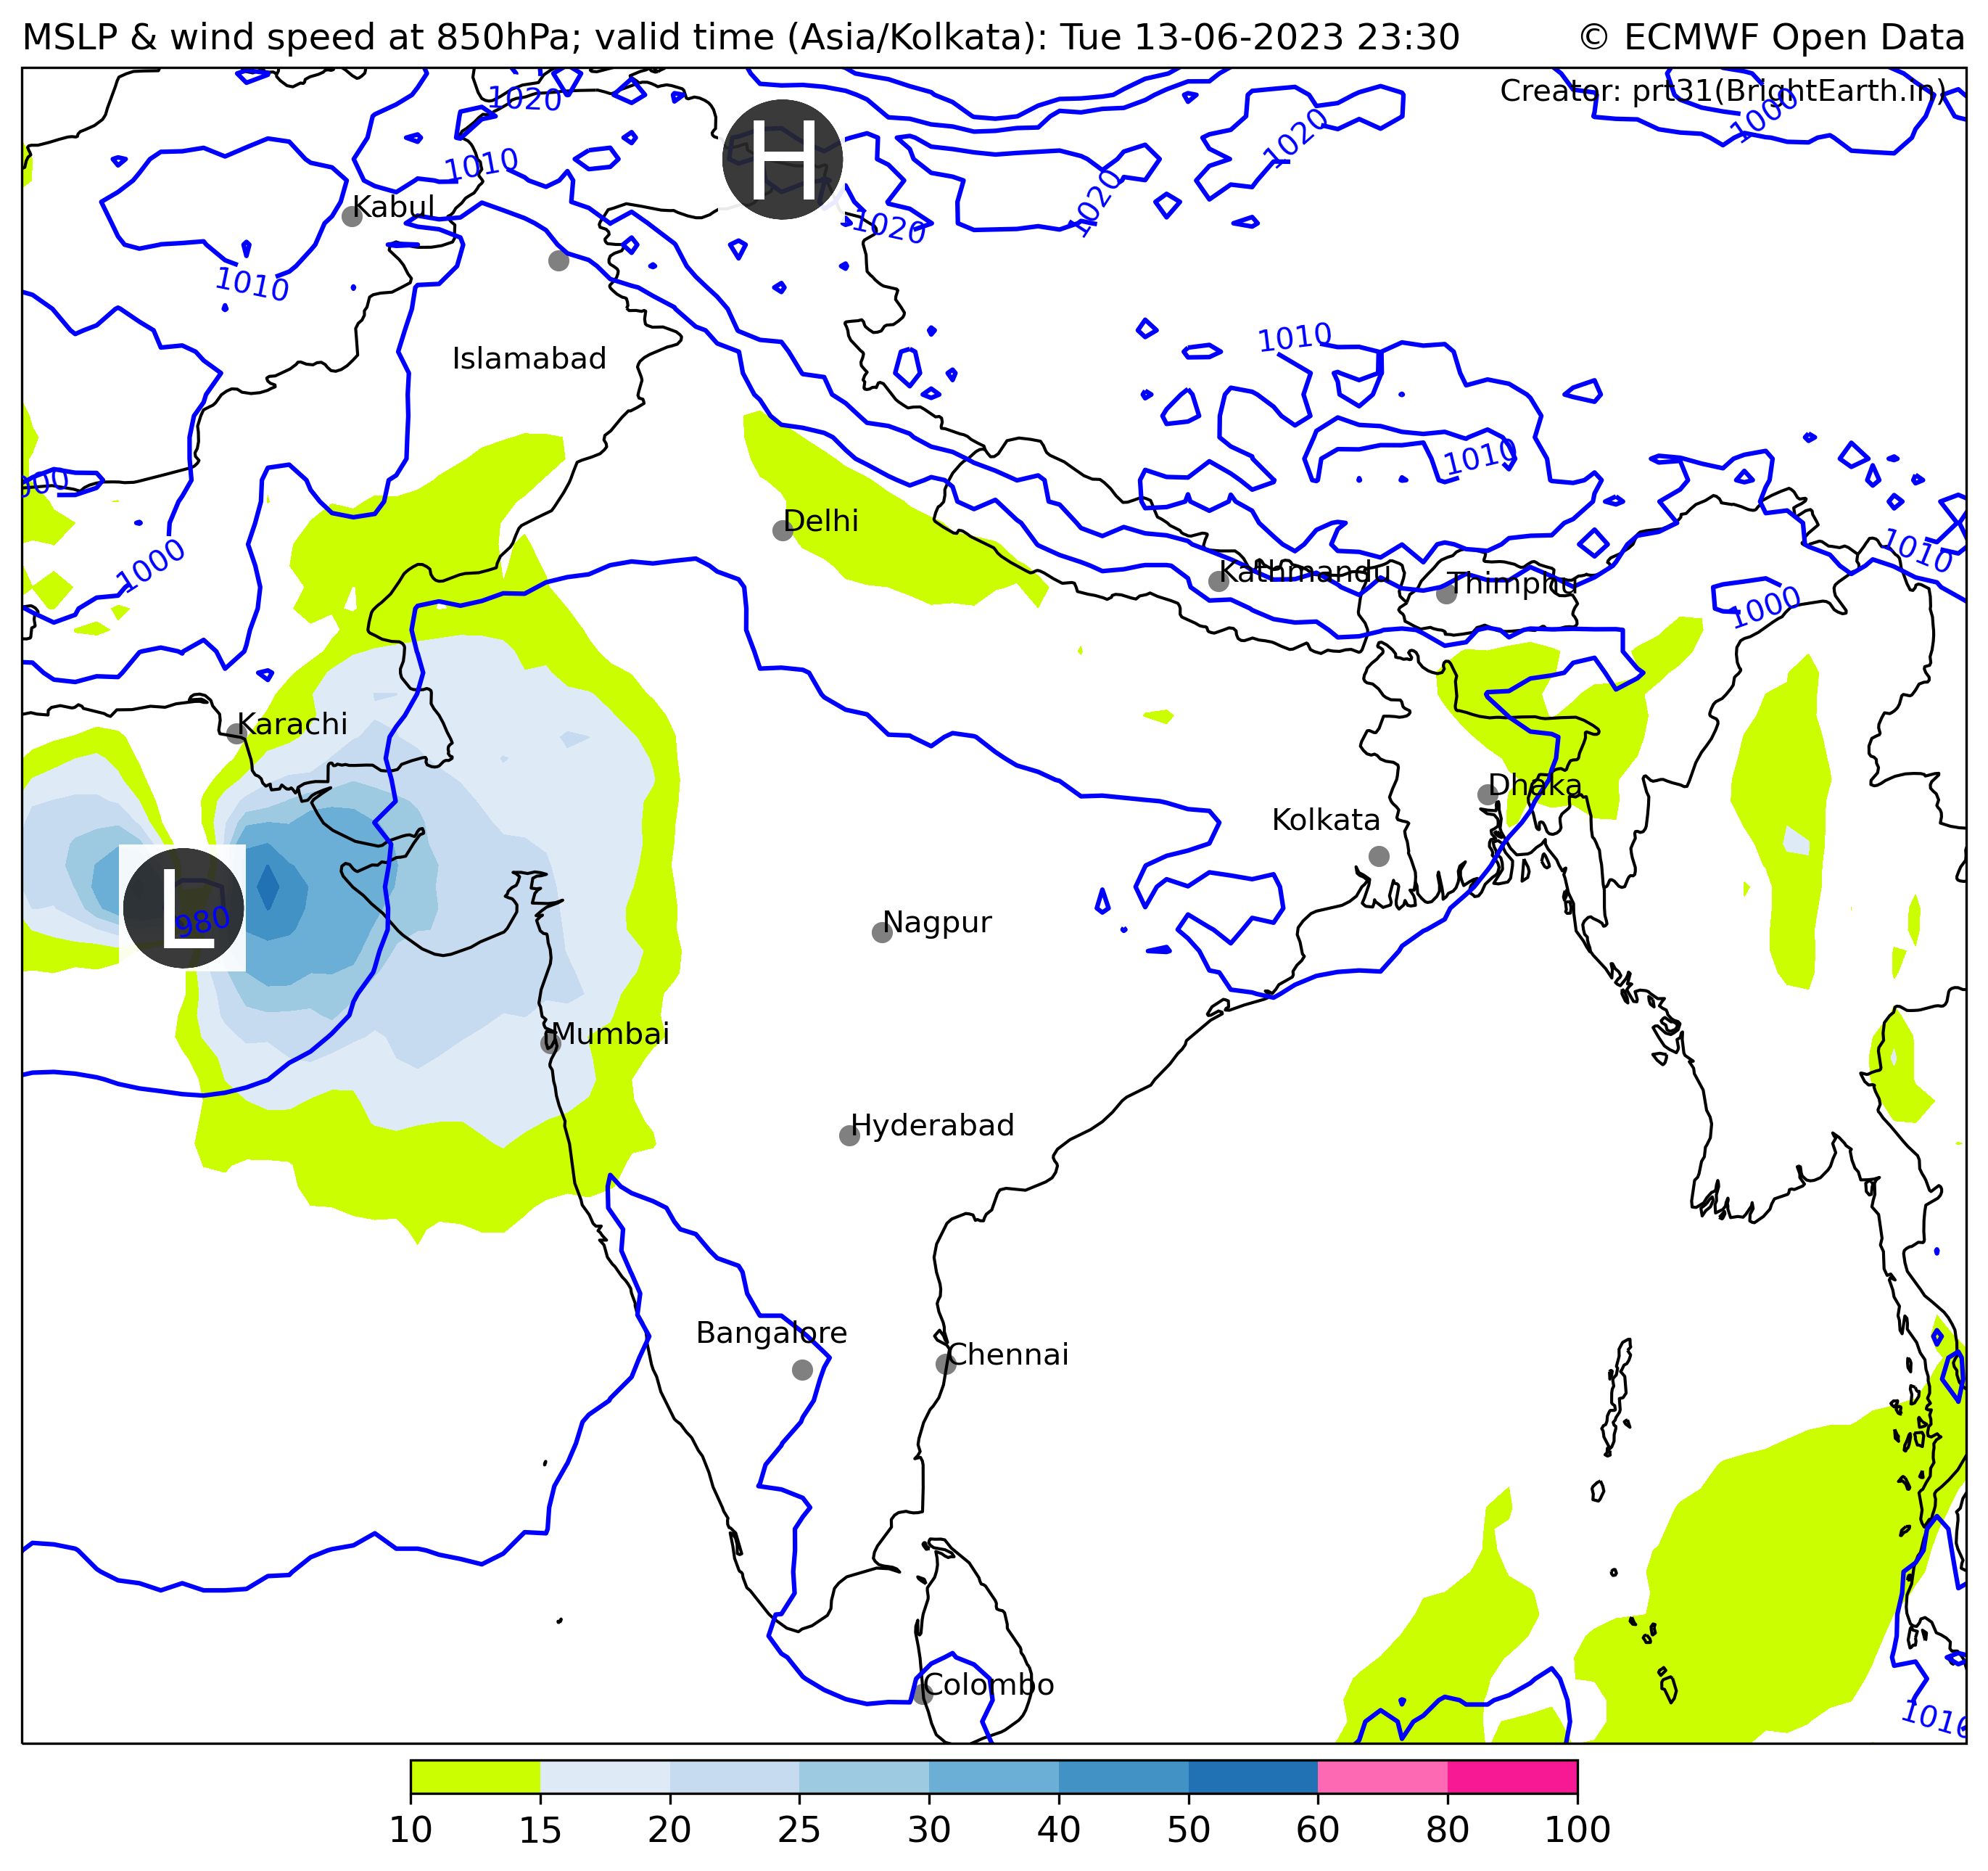 MSLP & wind speed at 850hPa; valid time (Asia/Kolkata): Tue 13-06-2023 23:30
© ECMWF Open Data
Creator: prt31(BrightEarth.in)
1020
1000
1020
H
1010
1020
Kabul
1020
1010
1010
Islamabad
1010
Delhi
1000
1010
Kathmandu
Thimphu
1000
Karachi
Dhaka
Kolkata
L
980
Nagpur
Mumbai
Hyderabad
Bangalore
Chennai
Colombo
1010
10 15 20 25 30 40 50 60 80 100